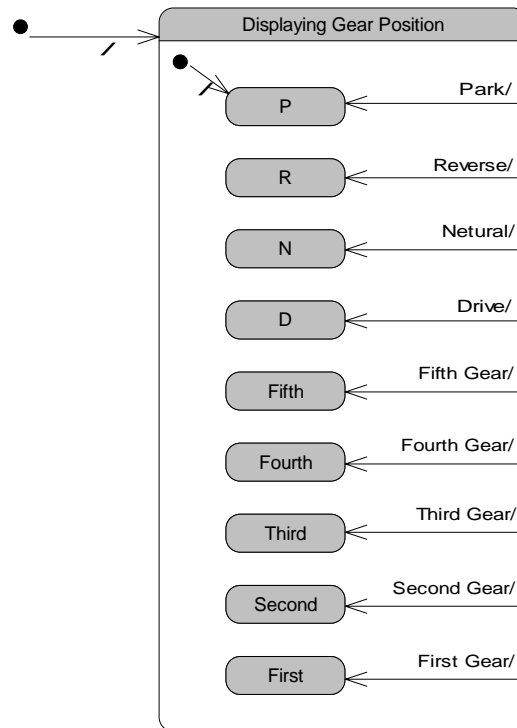 Displaying Gear Position
/
/
P
Park/
R
Reverse/
N
Netural/
D
Drive/
Fifth
Fifth Gear/
Fourth
Fourth Gear/
Third
Third Gear/
Second
Second Gear/
First
First Gear/